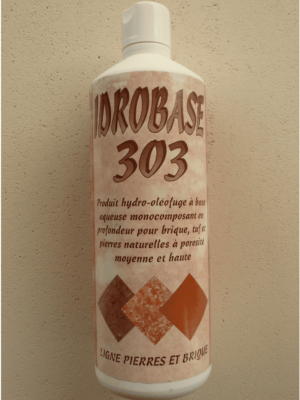 IDROBASE
303
Produit hydro-oléofuge à base
aqueuse monocomposant en
profondeur pour brique, tuf et
pierres naturelles à porosité
moyenne et haute
LIGNE PIERRES ET BRIQUE